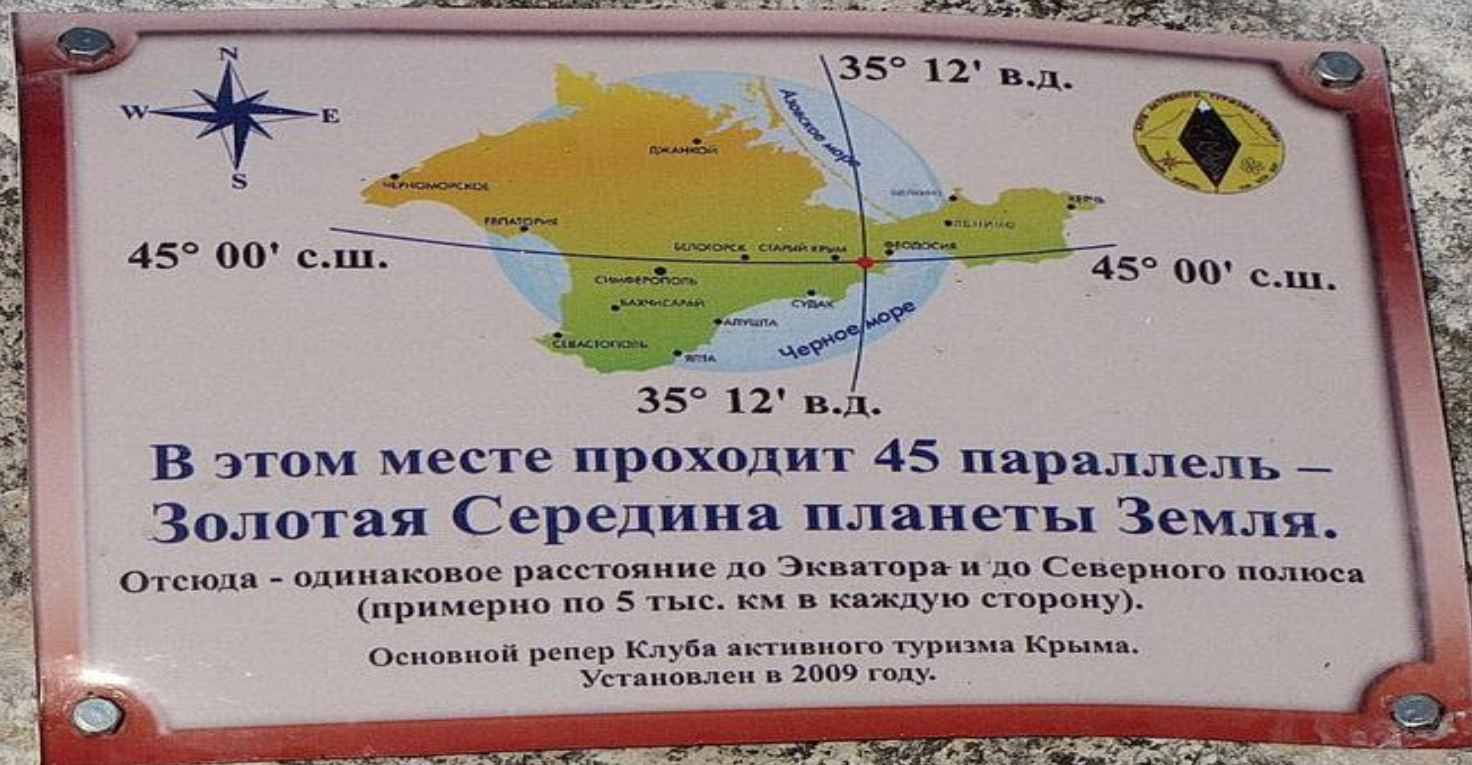 N
35° 12' в.д.
W
E
S
Азовское море
ДЖАНКОЙ
ЧЕРНОМОРСКОЕ
ЩЕЛКИНО
КЕРЧЬ
ЕВПАТОРИЯ
ЛЕНИНО
45° 00' с.ш.
БЕЛОГОРСК
СТАРЫЙ КРЫМ
ФЕОДОСИЯ
45° 00' с.ш.
СИМФЕРОПОЛЬ
БАХЧИСАРАЙ
СУДАК
АЛУШТА
Черное море
СЕВАСТОПОЛЬ
ЯЛТА
35° 12' в.д.
В этом месте проходит 45 параллель –
Золотая Середина планеты Земля.
Отсюда - одинаковое расстояние до Экватора и до Северного полюса
(примерно по 5 тыс. км в каждую сторону).
Основной репер Клуба активного туризма Крыма.
Установлен в 2009 году.